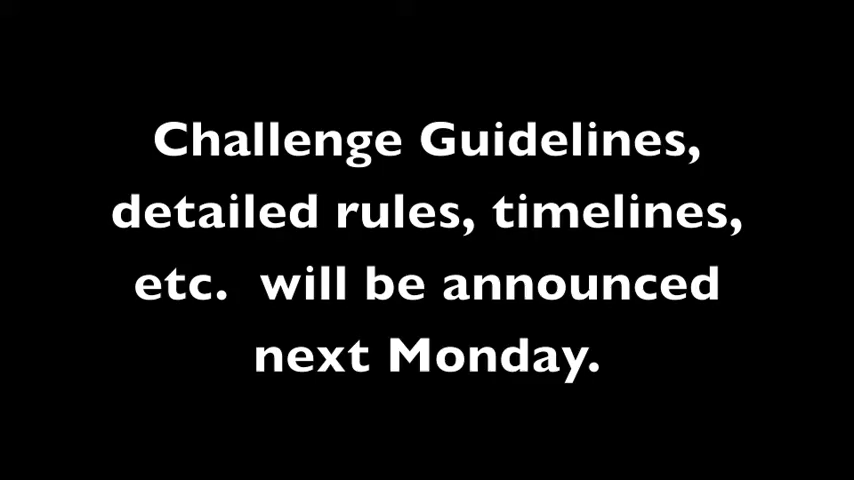 Challenge Guidelines,
detailed rules, timelines,
etc.  will be announced
next Monday.